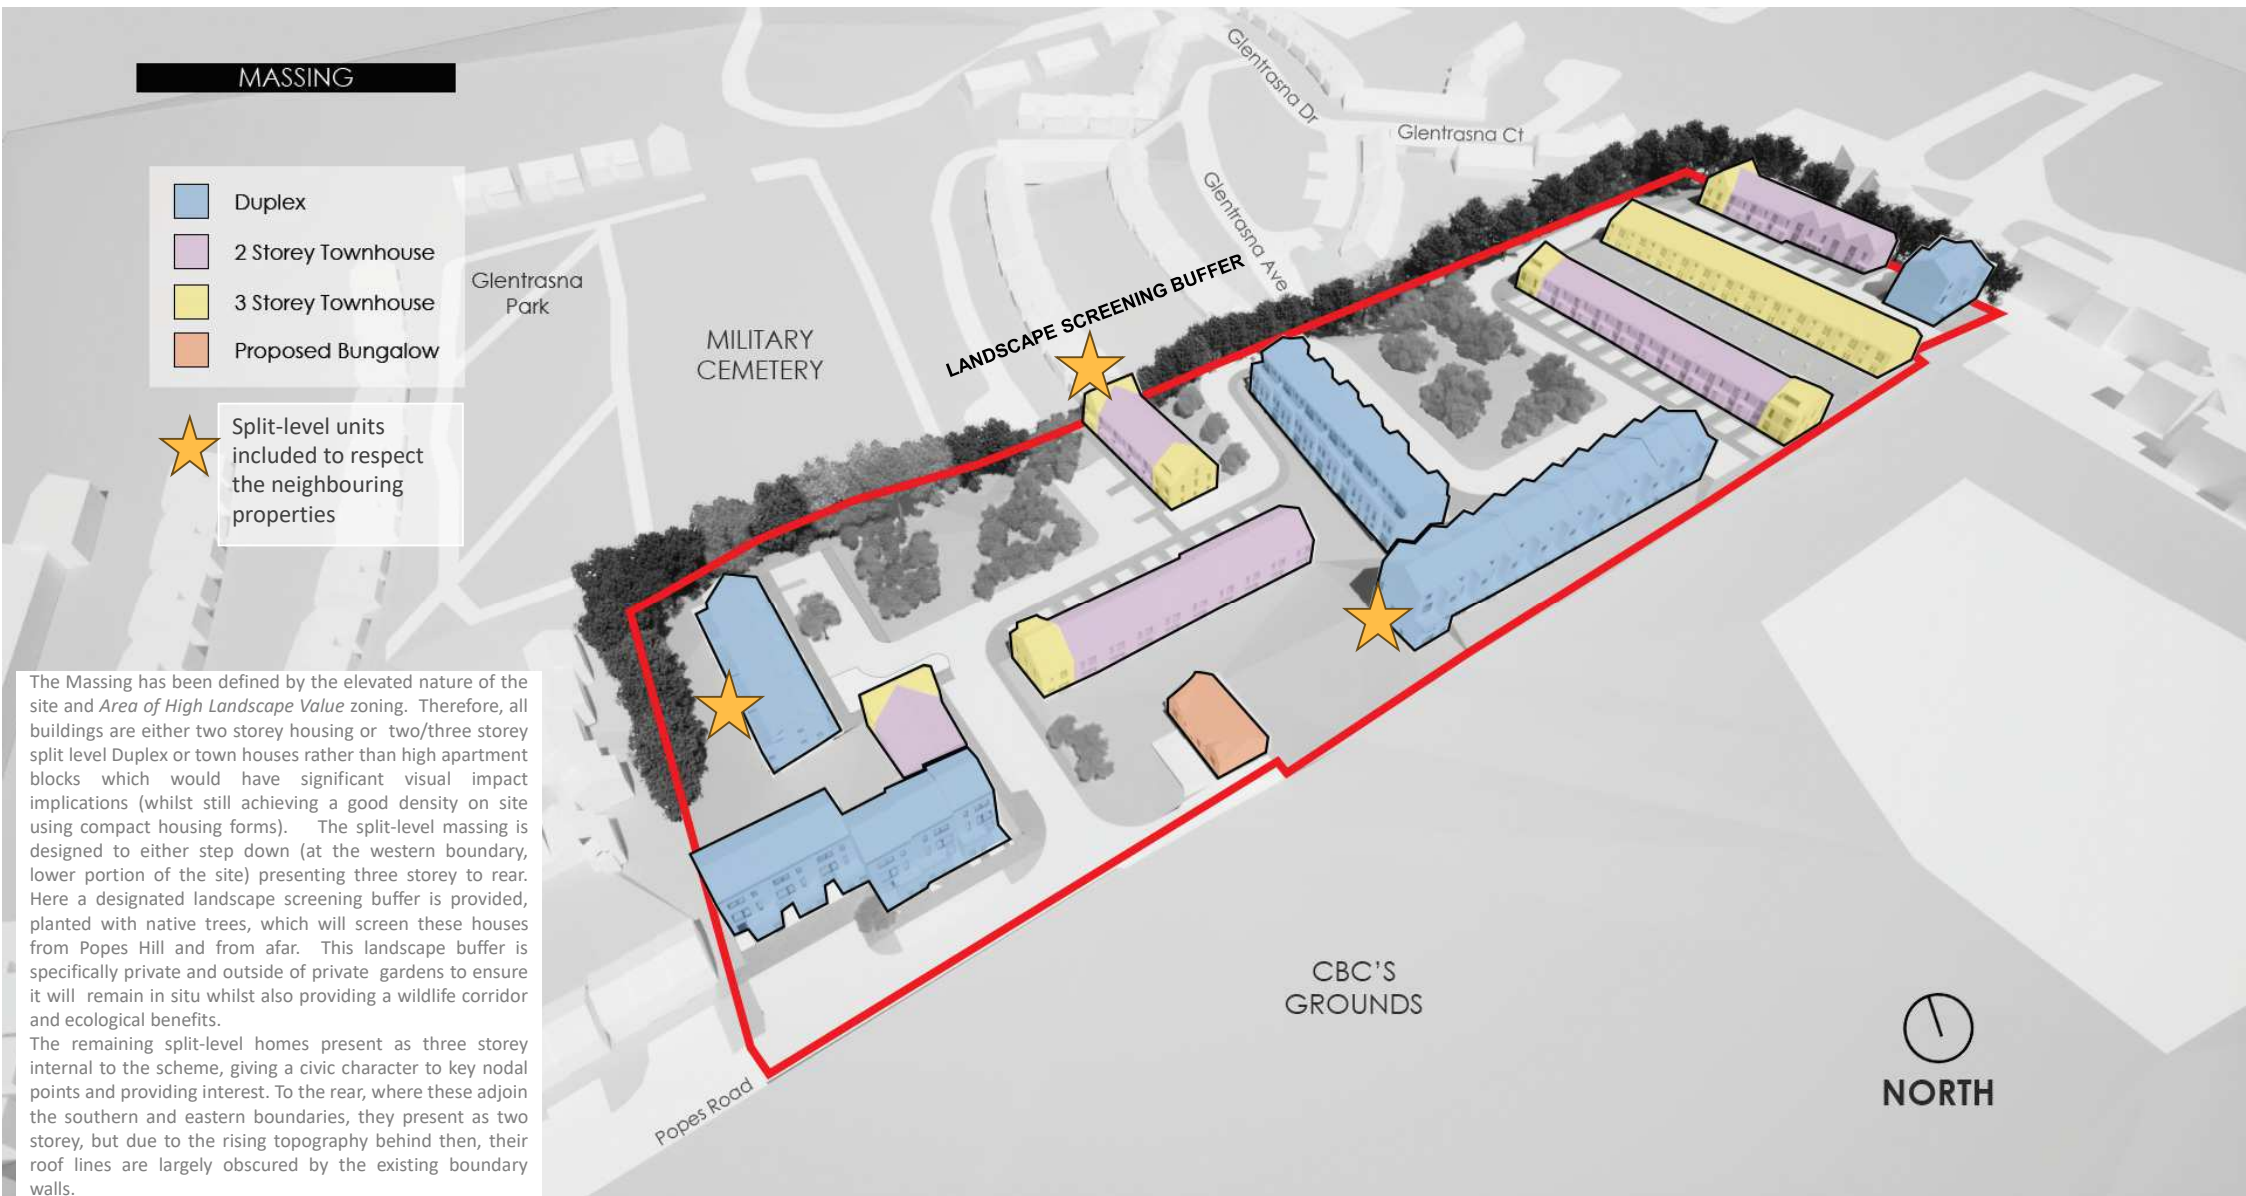 MASSING
Duplex
2 Storey Townhouse
3 Storey Townhouse
Proposed Bungalow
Split-level units
included to respect
the neighbouring
properties
Glentrasna
Park
MILITARY
CEMETERY
LANDSCAPE SCREENING BUFFER
Glentrasna Dr
Glentrasna Ct
Glentrasna Ave
The Massing has been defined by the elevated nature of the
site and Area of High Landscape Value zoning. Therefore, all
buildings are either two storey housing or two/three storey
split level Duplex or town houses rather than high apartment
blocks which would have significant visual impact
implications (whilst still achieving a good density on site
using compact housing forms). The split-level massing is
designed to either step down (at the western boundary,
lower portion of the site) presenting three storey to rear.
Here a designated landscape screening buffer is provided,
planted with native trees, which will screen these houses
from Popes Hill and from afar. This landscape buffer is
specifically private and outside of private gardens to ensure
it will remain in situ whilst also providing a wildlife corridor
and ecological benefits.
The remaining split-level homes present as three storey
internal to the scheme, giving a civic character to key nodal
points and providing interest. To the rear, where these adjoin
the southern and eastern boundaries, they present as two
storey, but due to the rising topography behind then, their
roof lines are largely obscured by the existing boundary
walls.
Popes Road
CBC'S
GROUNDS
NORTH